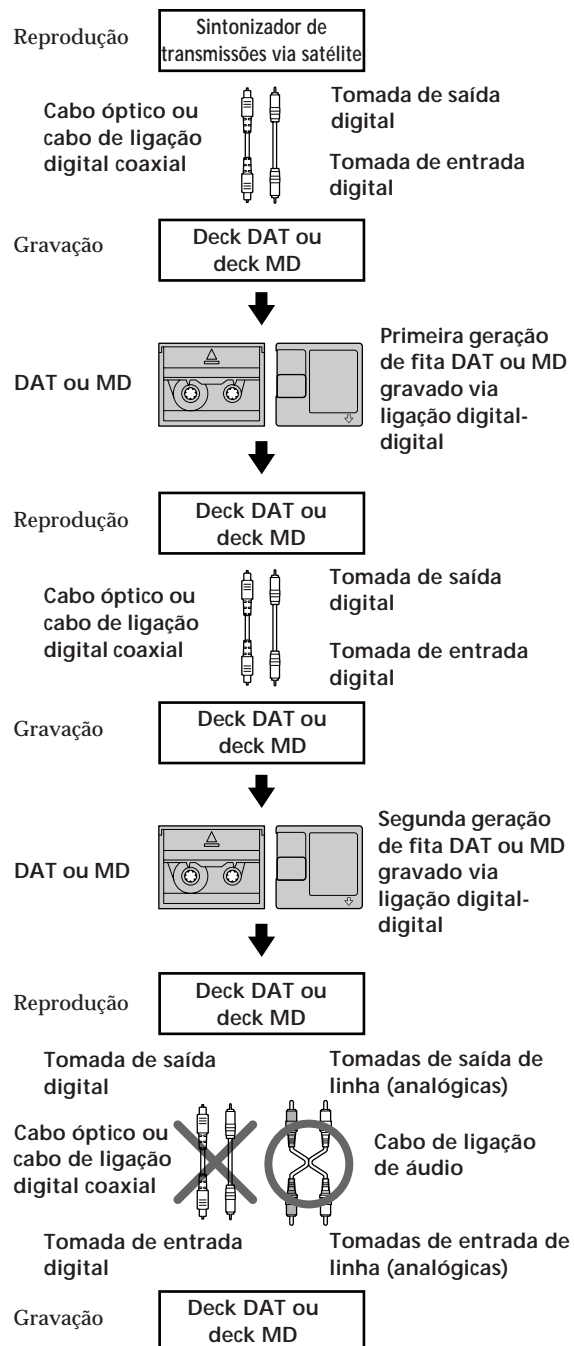 Reprodução
Sintonizador de
transmissões via satélite
Cabo óptico ou
cabo de ligação
digital coaxial
Tomada de saída
digital
Tomada de entrada
digital
Gravação
Deck DAT ou
deck MD
DAT ou MD
Primeira geração
de fita DAT ou MD
gravado via
ligação digital-
digital
Reprodução
Deck DAT ou
deck MD
Cabo óptico ou
cabo de ligação
digital coaxial
Tomada de saída
digital
Tomada de entrada
digital
Gravação
Deck DAT ou
deck MD
DAT ou MD
Segunda geração
de fita DAT ou MD
gravado via
ligação digital-
digital
Reprodução
Deck DAT ou
deck MD
Tomada de saída
digital
Tomadas de saída de
linha (analógicas)
Cabo óptico ou
cabo de ligação
digital coaxial
Cabo de ligação
de áudio
Tomada de entrada
digital
Tomadas de entrada de
linha (analógicas)
Gravação
Deck DAT ou
deck MD